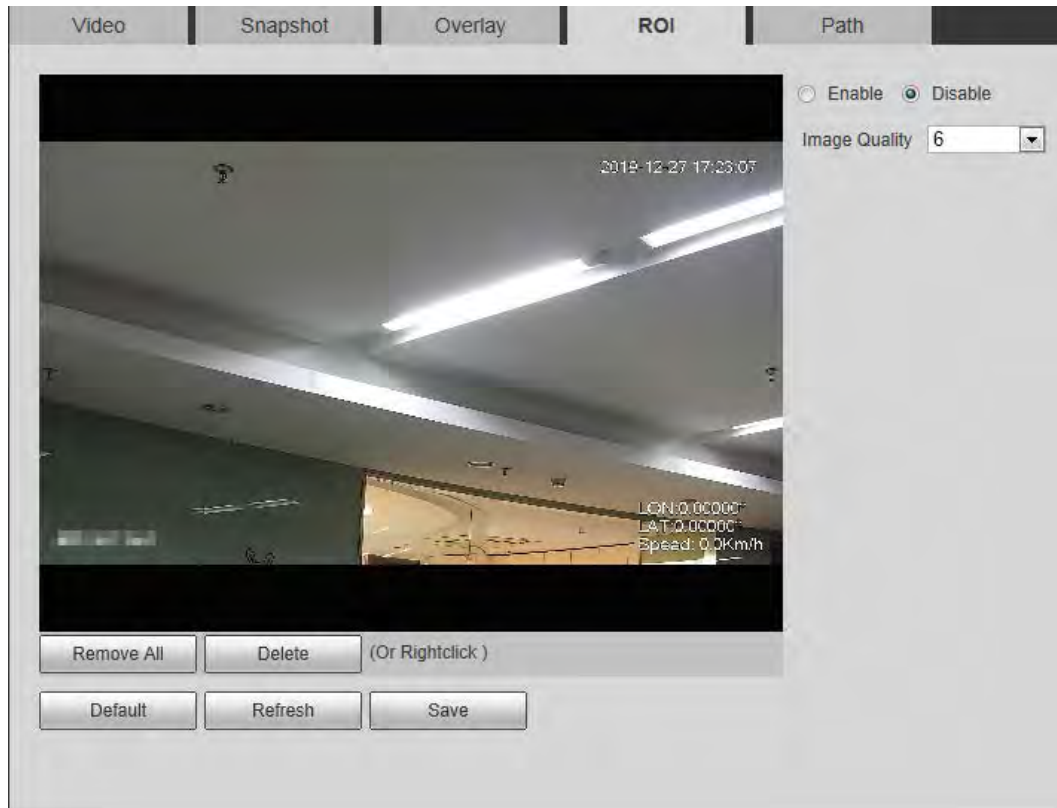 Video Snapshot Overlay ROI Path
Enable Disable
Image Quality 6
2019-12-27 17:23:07
LON:0.00000°
LAT:0.00000°
Speed: 0.0Km/h
Remove All Delete (Or Rightclick )
Default Refresh Save